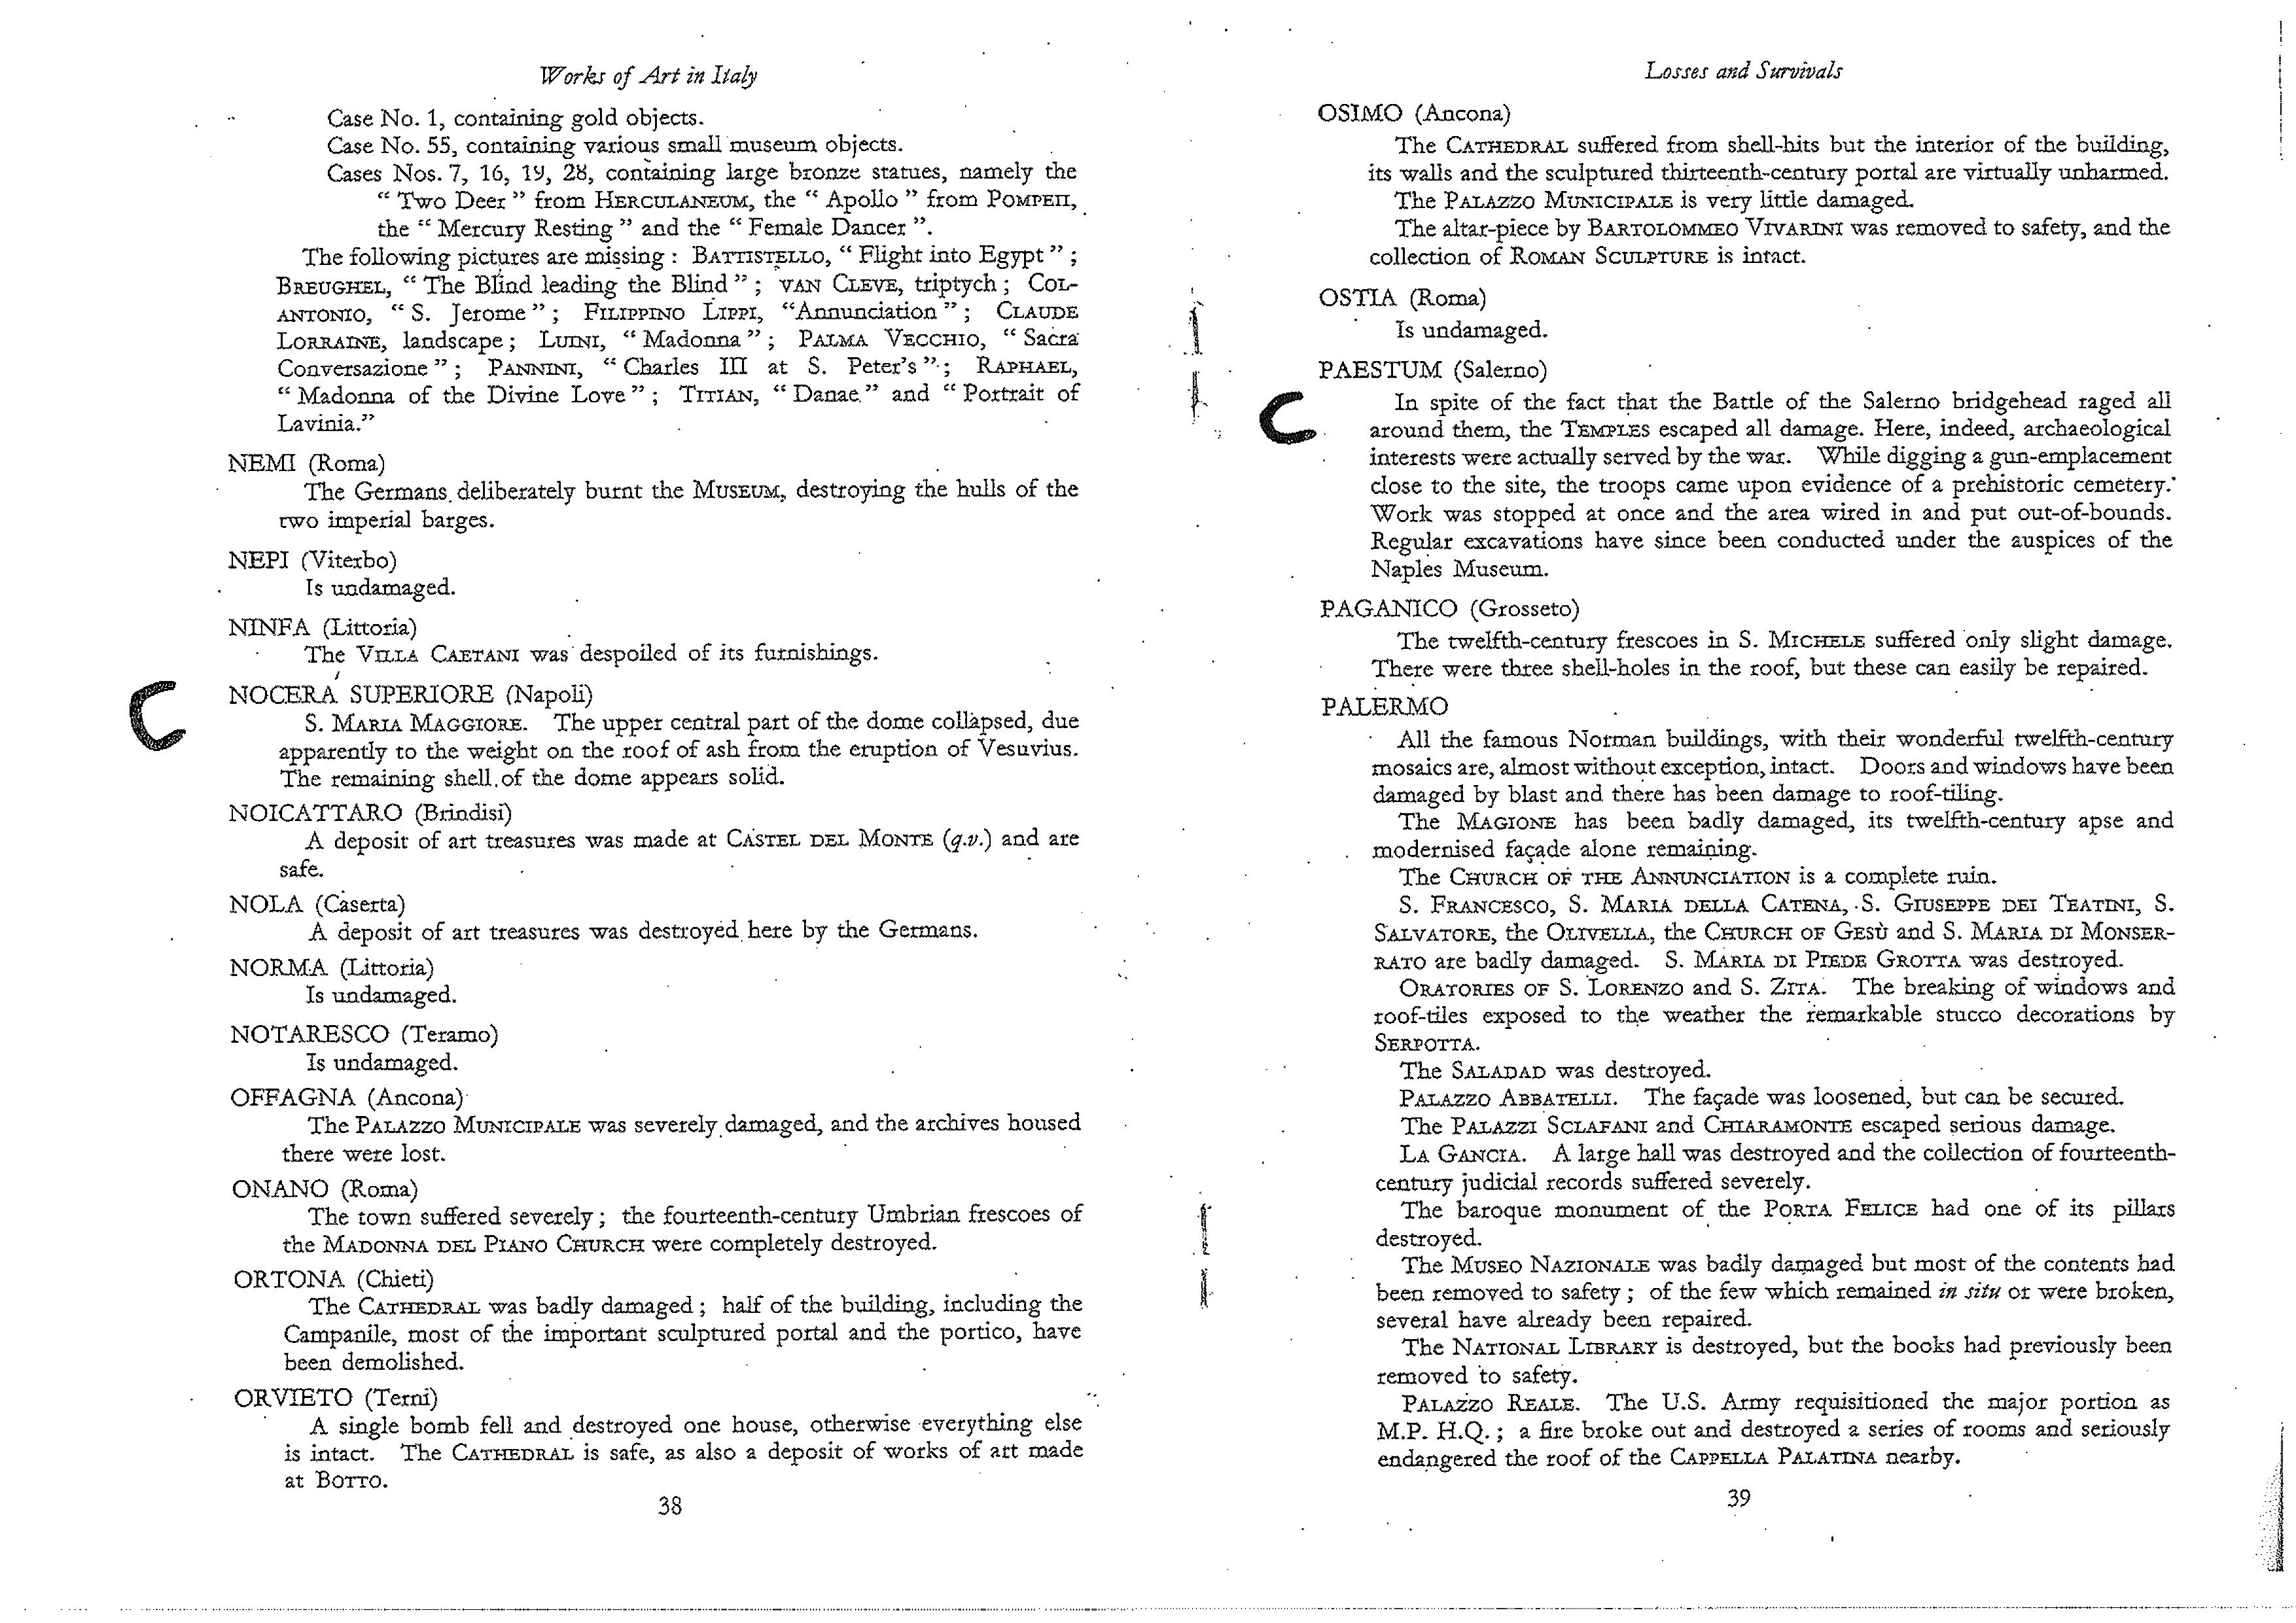 Works of Art in Italy
Case No. 1, containing gold objects.
Case No. 55, containing various small museum objects.
Cases Nos. 7, 16, 19, 28, containing large bronze statues, namely the
“ Two Deer ” from HERCULANEUM, the “ Apollo ” from POMPEII,
the “ Mercury Resting ” and the “ Female Dancer ”.
The following pictures are missing : BATTISTELLO, “ Flight into Egypt ” ;
BREUGHEL, “ The Blind leading the Blind ” ; VAN CLEVE, triptych ; COL-
ANTONIO, “ S. Jerome ” ; FILIPPINO LIPPI, “Annunciation ” ; CLAUDE
LORRAINE, landscape ; LUINI, “ Madonna ” ; PALMA VECCHIO, “ Sacra
Conversazione ” ; PANNINI, “ Charles III at S. Peter’s ” ; RAPHAEL,
“ Madonna of the Divine Love ” ; TITIAN, “ Danae ” and “ Portrait of
Lavinia.”
NEMI (Roma)
The Germans deliberately burnt the MUSEUM, destroying the hulls of the
two imperial barges.
NEPI (Viterbo)
Is undamaged.
NINFA (Littoria)
The VILLA CAETANI was despoiled of its furnishings.
NOCERA SUPERIORE (Napoli)
S. MARIA MAGGIORE. The upper central part of the dome collapsed, due
apparently to the weight on the roof of ash from the eruption of Vesuvius.
The remaining shell of the dome appears solid.
NOICATTARO (Brindisi)
A deposit of art treasures was made at CASTEL DEL MONTE (q.v.) and are
safe.
NOLA (Caserta)
A deposit of art treasures was destroyed here by the Germans.
NORMA (Littoria)
Is undamaged.
NOTARESCO (Teramo)
Is undamaged.
OFFAGNA (Ancona)
The PALAZZO MUNICIPALE was severely damaged, and the archives housed
there were lost.
ONANO (Roma)
The town suffered severely ; the fourteenth-century Umbrian frescoes of
the MADONNA DEL PIANO CHURCH were completely destroyed.
ORTONA (Chieti)
The CATHEDRAL was badly damaged ; half of the building, including the
Campanile, most of the important sculptured portal and the portico, have
been demolished.
ORVIETO (Terni)
A single bomb fell and destroyed one house, otherwise everything else
is intact. The CATHEDRAL is safe, as also a deposit of works of art made
at BOTTO.
38
Losses and Survivals
OSIMO (Ancona)
The CATHEDRAL suffered from shell-hits but the interior of the building,
its walls and the sculptured thirteenth-century portal are virtually unharmed.
The PALAZZO MUNICIPALE is very little damaged.
The altar-piece by BARTOLOMMEO VIVARINI was removed to safety, and the
collection of ROMAN SCULPTURE is intact.
OSTIA (Roma)
Is undamaged.
PAESTUM (Salerno)
In spite of the fact that the Battle of the Salerno bridgehead raged all
around them, the TEMPLES escaped all damage. Here, indeed, archaeological
interests were actually served by the war. While digging a gun-emplacement
close to the site, the troops came upon evidence of a prehistoric cemetery.
Work was stopped at once and the area wired in and put out-of-bounds.
Regular excavations have since been conducted under the auspices of the
Naples Museum.
PAGANICO (Grosseto)
The twelfth-century frescoes in S. MICHELE suffered only slight damage.
There were three shell-holes in the roof, but these can easily be repaired.
PALERMO
All the famous Norman buildings, with their wonderful twelfth-century
mosaics are, almost without exception, intact. Doors and windows have been
damaged by blast and there has been damage to roof-tiling.
The MAGIONE has been badly damaged, its twelfth-century apse and
modernised façade alone remaining.
The CHURCH OF THE ANNUNCIATION is a complete ruin.
S. FRANCESCO, S. MARIA DELLA CATENA, S. GIUSEPPE DEI TEATINI, S.
SALVATORE, the OLIVELLA, the CHURCH OF GESÙ and S. MARIA DI MONSER-
RATO are badly damaged. S. MARIA DI PIEDE GROTTA was destroyed.
ORATORIES OF S. LORENZO and S. ZITA. The breaking of windows and
roof-tiles exposed to the weather the remarkable stucco decorations by
SERPOTTA.
The SALADAD was destroyed.
PALAZZO ABBATELLI. The façade was loosened, but can be secured.
The PALAZZI SCLAFANI and CHIARAMONTE escaped serious damage.
LA GANCIA. A large hall was destroyed and the collection of fourteenth-
century judicial records suffered severely.
The baroque monument of the PORTA FELICE had one of its pillars
destroyed.
The MUSEO NAZIONALE was badly damaged but most of the contents had
been removed to safety ; of the few which remained in situ or were broken,
several have already been repaired.
The NATIONAL LIBRARY is destroyed, but the books had previously been
removed to safety.
PALAZZO REALE. The U.S. Army requisitioned the major portion as
M.P. H.Q. ; a fire broke out and destroyed a series of rooms and seriously
endangered the roof of the CAPPELLA PALATINA nearby.
39